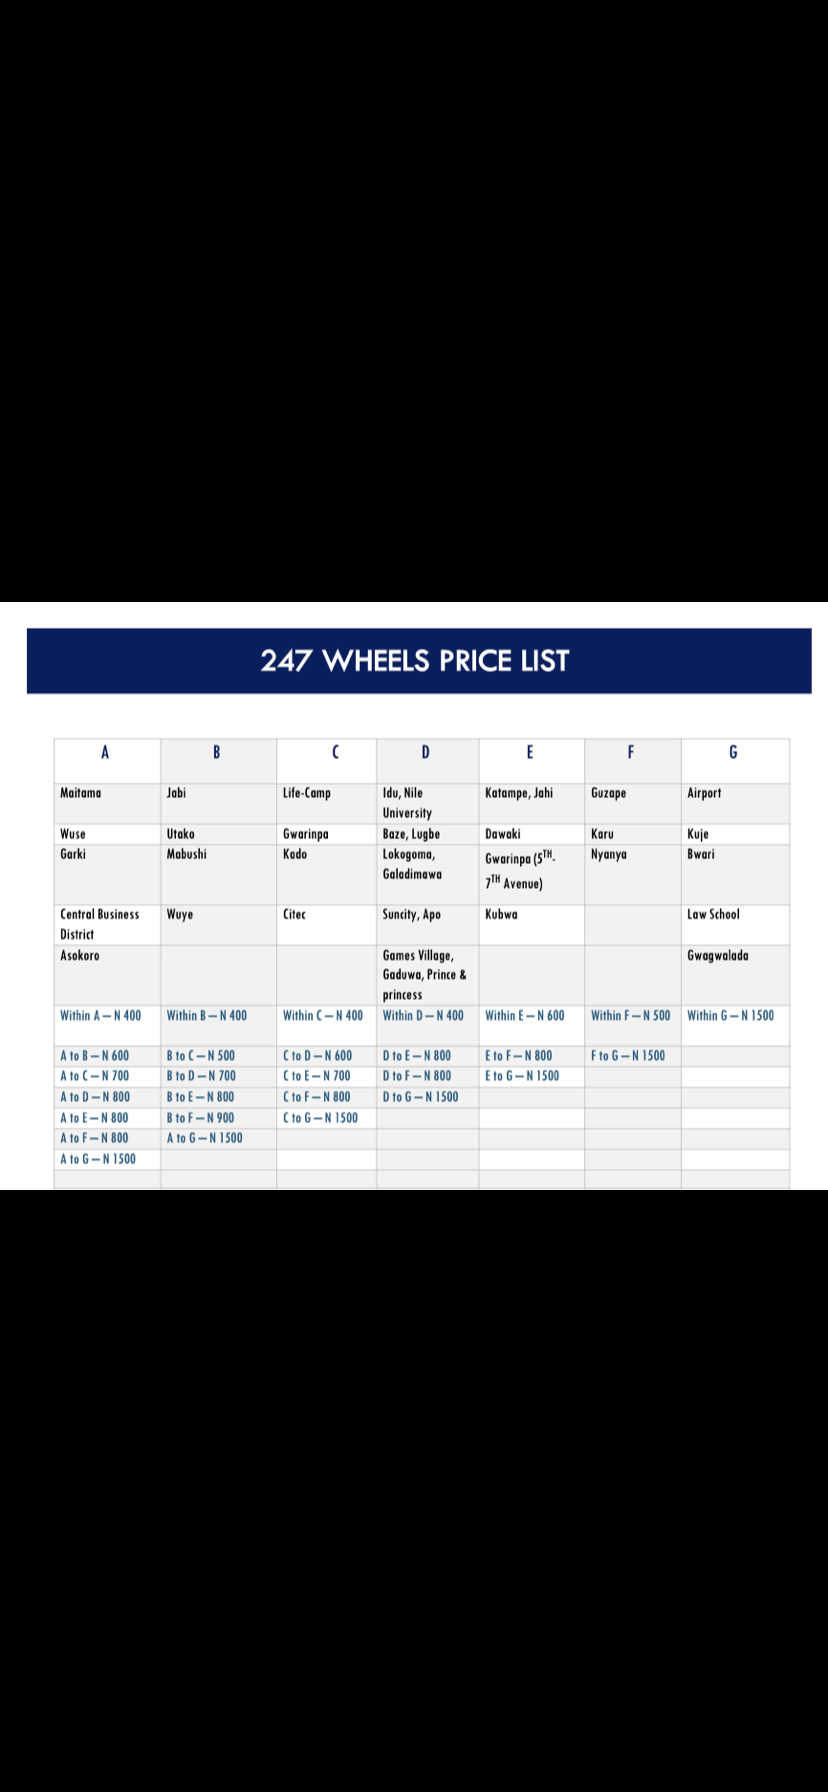 247 WHEELS PRICE LIST
A B C D E F G
Maitama Jabi Life-Camp Idu, Nile Katampe, Jahi Guzape Airport
University
Wuse Utako Gwarinpa Baze, Lugbe Dawaki Karu Kuje
Garki Mabushi Kado Lokogoma, Gwarinpa (5TH- Nyanya Bwari
Galadimawa 7TH Avenue)
Central Business Wuye Citec Suncity, Apo Kubwa Law School
District
Asokoro Games Village, Gwagwalada
Gaduwa, Prince &
princess
Within A – N 400 Within B – N 400 Within C – N 400 Within D – N 400 Within E – N 600 Within F – N 500 Within G – N 1500
A to B – N 600 B to C – N 500 C to D – N 600 D to E – N 800 E to F – N 800 F to G – N 1500
A to C – N 700 B to D – N 700 C to E – N 700 D to F – N 800 E to G – N 1500
A to D – N 800 B to E – N 800 C to F – N 800 D to G – N 1500
A to E – N 800 B to F – N 900 C to G – N 1500
A to F – N 800 A to G – N 1500
A to G – N 1500